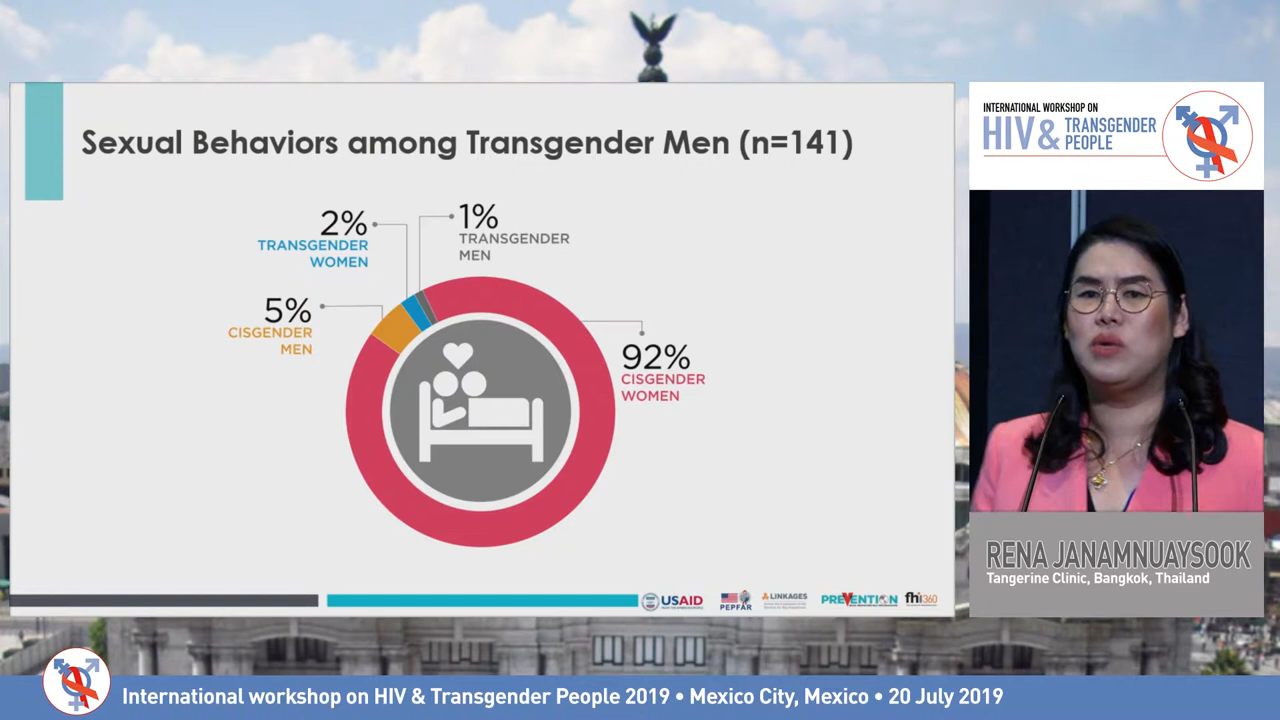 Sexual Behaviors among Transgender Men (n=141)
2%
TRANSGENDER
WOMEN
1%
TRANSGENDER
MEN
5%
CISGENDER
MEN
92%
CISGENDER
WOMEN
USAID
PEPFAR
LINKAGES
PREVENTION
fhi360
INTERNATIONAL WORKSHOP ON
HIV & TRANSGENDER
PEOPLE
RENA JANAMNUAYSOOK
Tangerine Clinic, Bangkok, Thailand
International workshop on HIV & Transgender People 2019 • Mexico City, Mexico • 20 July 2019